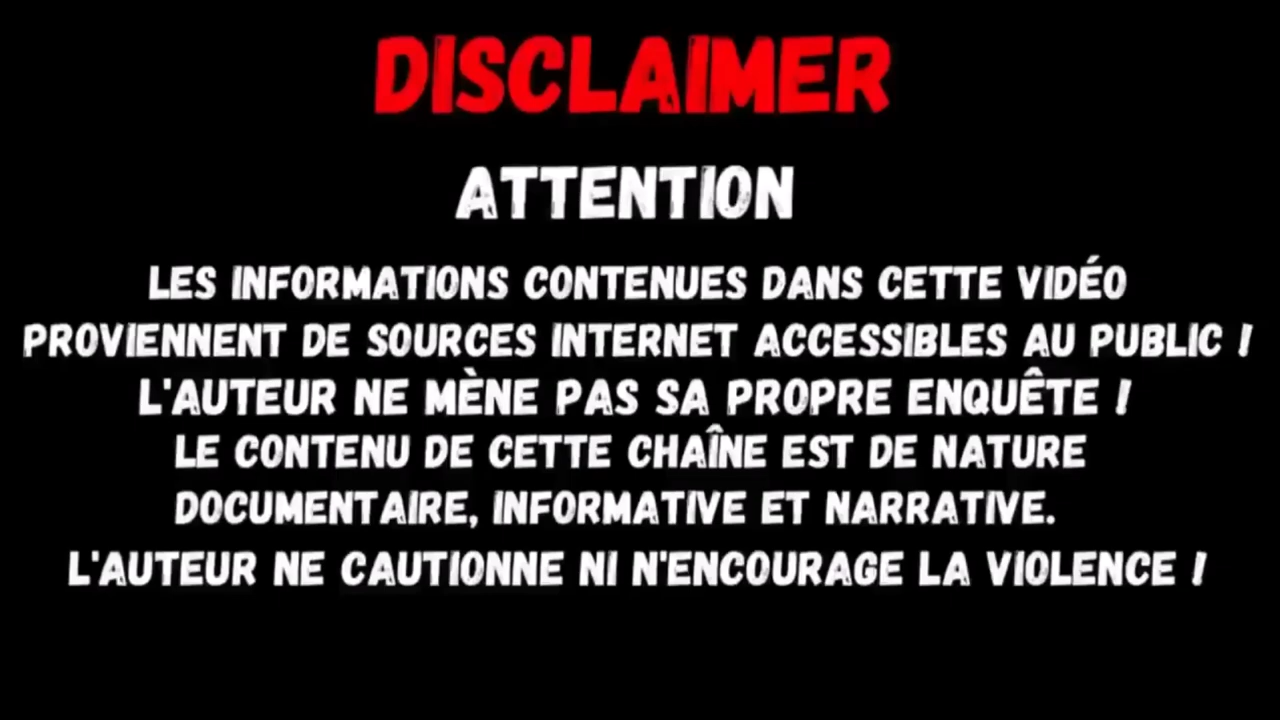 DISCLAIMER
ATTENTION
LES INFORMATIONS CONTENUES DANS CETTE VIDÉO
PROVIENNENT DE SOURCES INTERNET ACCESSIBLES AU PUBLIC !
L'AUTEUR NE MÈNE PAS SA PROPRE ENQUÊTE !
LE CONTENU DE CETTE CHAÎNE EST DE NATURE
DOCUMENTAIRE, INFORMATIVE ET NARRATIVE.
L'AUTEUR NE CAUTIONNE NI N'ENCOURAGE LA VIOLENCE !